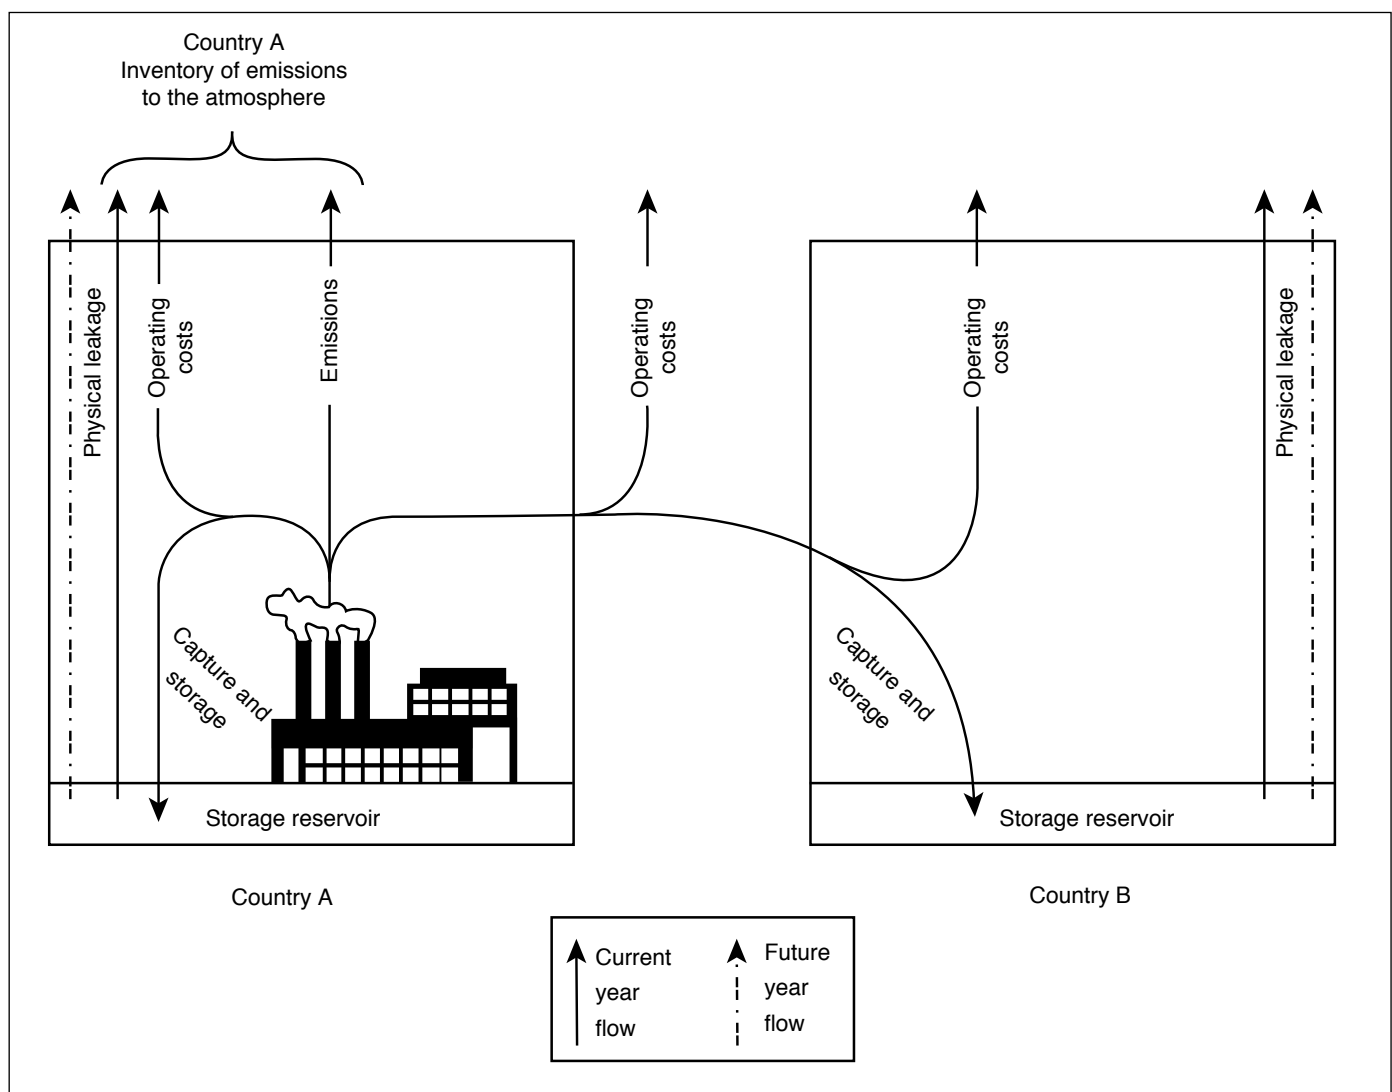 Country A
Inventory of emissions
to the atmosphere
Physical leakage
Operating
costs
Emissions
Operating
costs
Operating
costs
Physical leakage
Capture and
storage
Capture and
storage
Storage reservoir
Storage reservoir
Country A
Country B
Current
year
flow
Future
year
flow